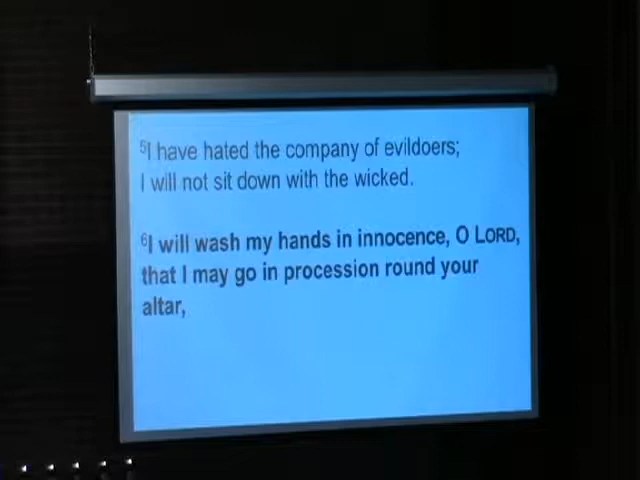 5I have hated the company of evildoers;
I will not sit down with the wicked.
6I will wash my hands in innocence, O LORD,
that I may go in procession round your
altar,